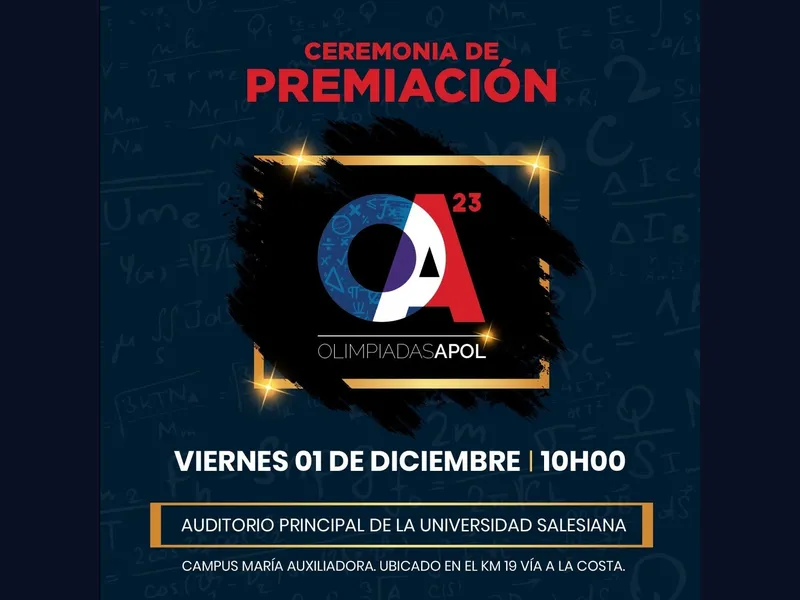 CEREMONIA DE
PREMIACIÓN
OA23
OLIMPIADASAPOL
VIERNES 01 DE DICIEMBRE | 10H00
AUDITORIO PRINCIPAL DE LA UNIVERSIDAD SALESIANA
CAMPUS MARÍA AUXILIADORA. UBICADO EN EL KM 19 VÍA A LA COSTA.